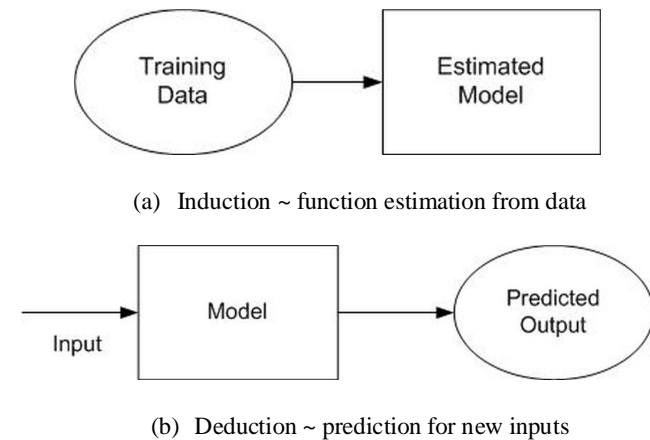 Training
Data
Estimated
Model
(a) Induction ~ function estimation from data
Input
Model
Predicted
Output
(b) Deduction ~ prediction for new inputs